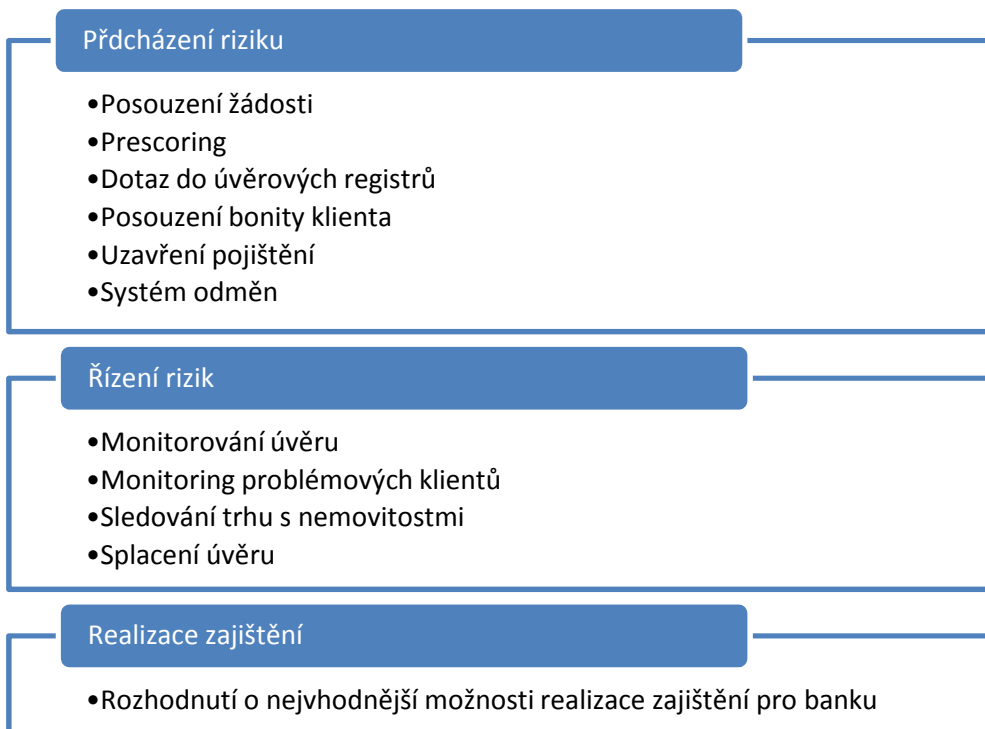 Přdcházení riziku
•Posouzení žádosti
•Prescoring
•Dotaz do úvěrových registrů
•Posouzení bonity klienta
•Uzavření pojištění
•Systém odměn
Řízení rizik
•Monitorování úvěru
•Monitoring problémových klientů
•Sledování trhu s nemovitostmi
•Splacení úvěru
Realizace zajištění
•Rozhodnutí o nejvhodnější možnosti realizace zajištění pro banku